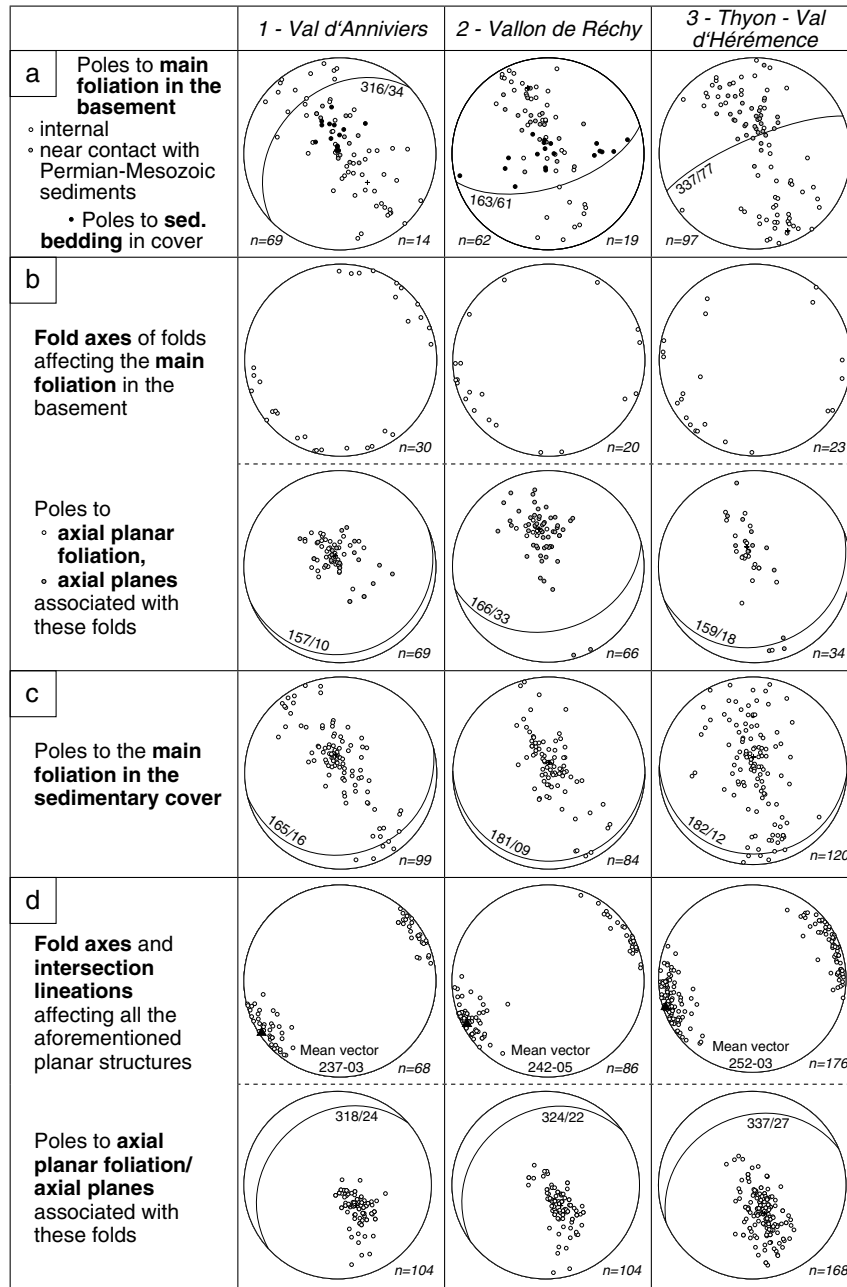 1 - Val d'Anniviers
2 - Vallon de Réchy
3 - Thyon - Val
d'Hérémence
a
Poles to main
foliation in the
basement
internal
near contact with
Permian-Mesozoic
sediments
• Poles to sed.
bedding in cover
316/34
n=69
n=14
163/61
n=62
n=19
337/77
n=97
b
Fold axes of folds
affecting the main
foliation in the
basement
n=30
n=20
n=23
Poles to
axial planar
foliation,
axial planes
associated with
these folds
157/10
n=69
166/33
n=66
159/18
n=34
c
Poles to the main
foliation in the
sedimentary cover
165/16
n=99
181/09
n=84
182/12
n=120
d
Fold axes and
intersection
lineations
affecting all the
aforementioned
planar structures
Mean vector
237-03
n=68
Mean vector
242-05
n=86
Mean vector
252-03
n=176
Poles to axial
planar foliation/
axial planes
associated with
these folds
318/24
n=104
324/22
n=104
337/27
n=168